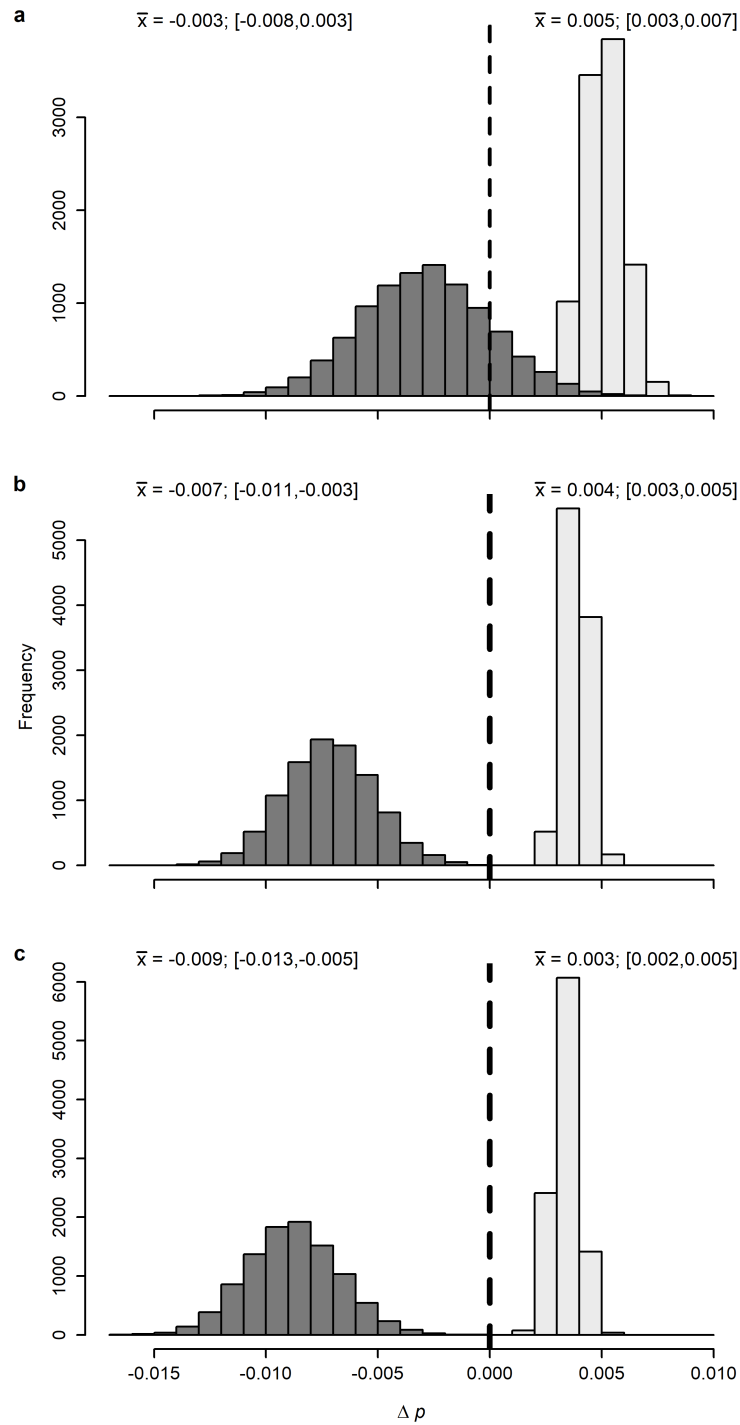 a
x̅ = -0.003; [-0.008,0.003]
x̅ = 0.005; [0.003,0.007]
3000
2000
1000
0
b
x̅ = -0.007; [-0.011,-0.003]
x̅ = 0.004; [0.003,0.005]
5000
4000
3000
2000
1000
0
Frequency
c
x̅ = -0.009; [-0.013,-0.005]
x̅ = 0.003; [0.002,0.005]
6000
5000
4000
3000
2000
1000
0
-0.015 -0.010 -0.005 0.000 0.005 0.010
Δ p